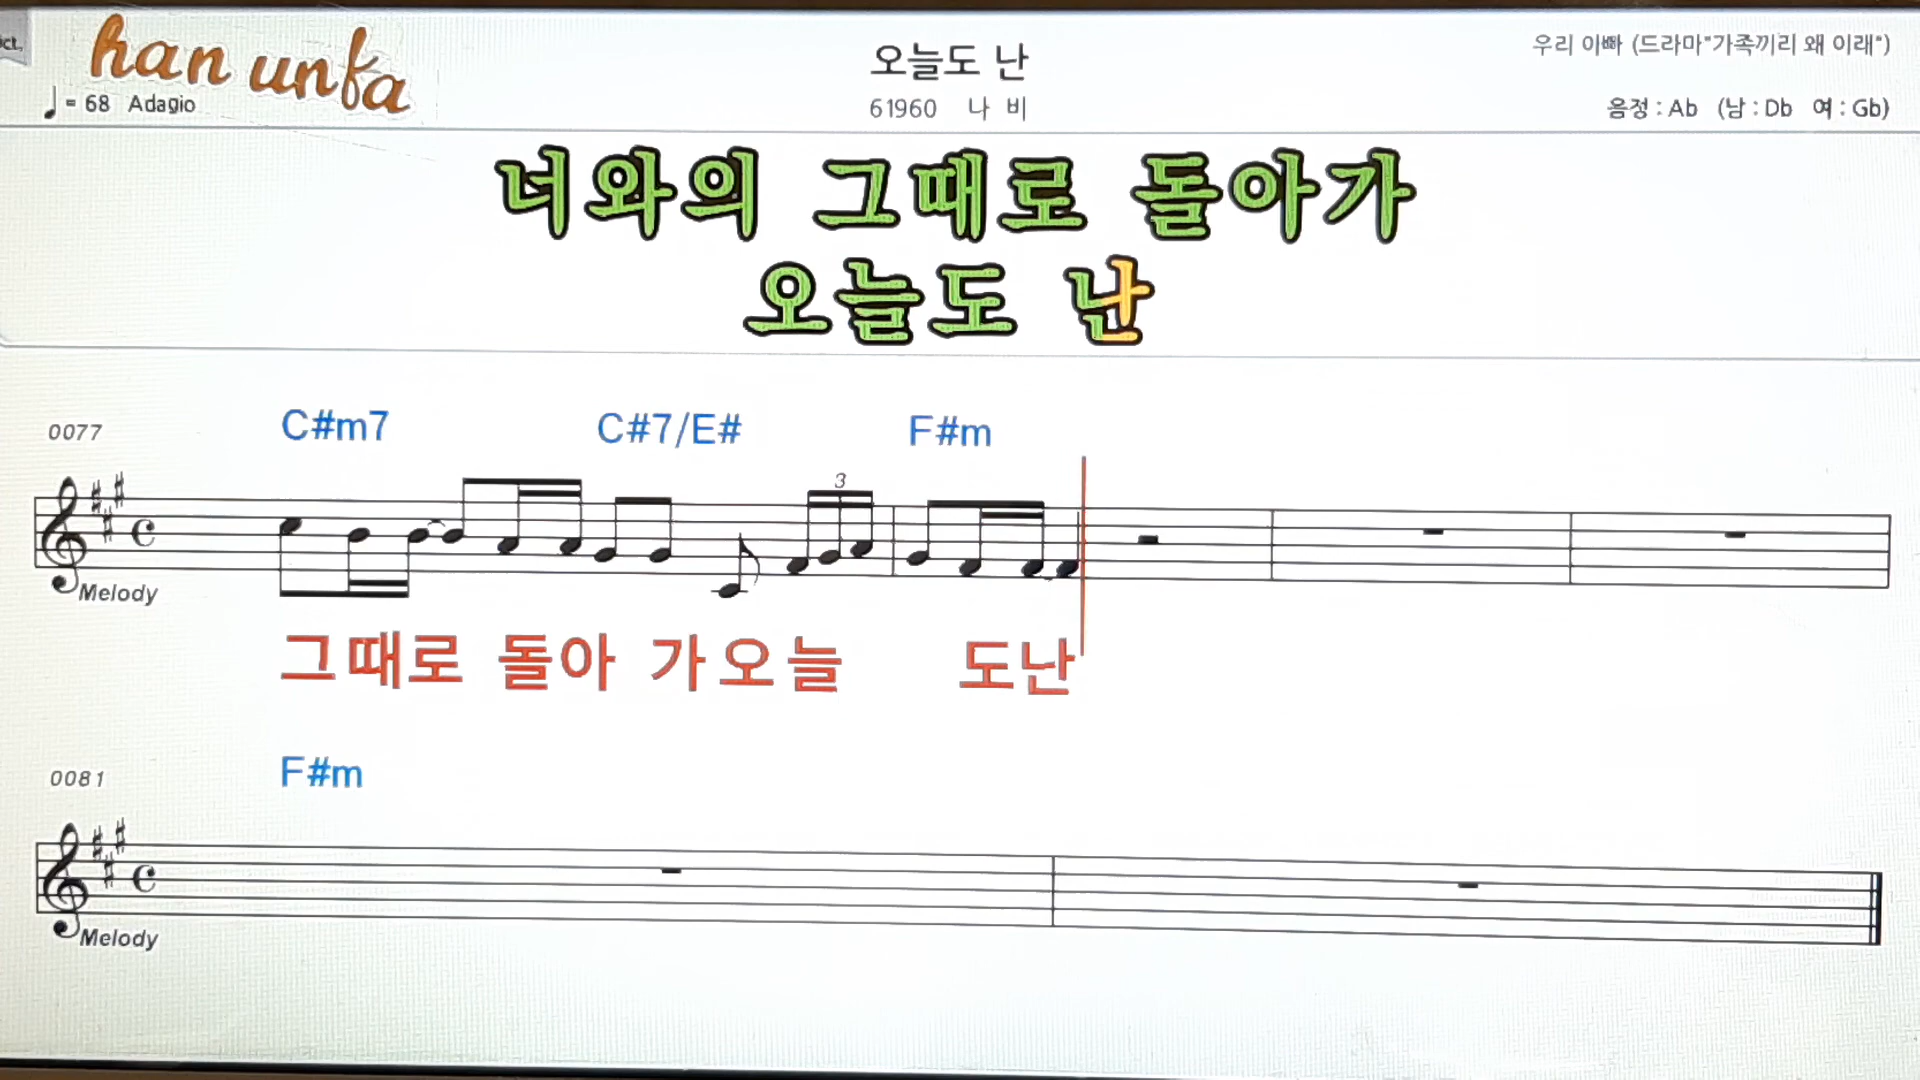 ct.
han unfa
♩ = 68 Adagio
오늘도 난
61960 나 비
우리 이뻐 (드라마"가족끼리 왜 이래")
음정 : Ab (남 : Db 여 : Gb)
너와의 그때로 돌아가
오늘도 난
0077
C#m7 C#7/E# F#m
3
Melody
그때로 돌아 가오늘 도난
0081
F#m
Melody